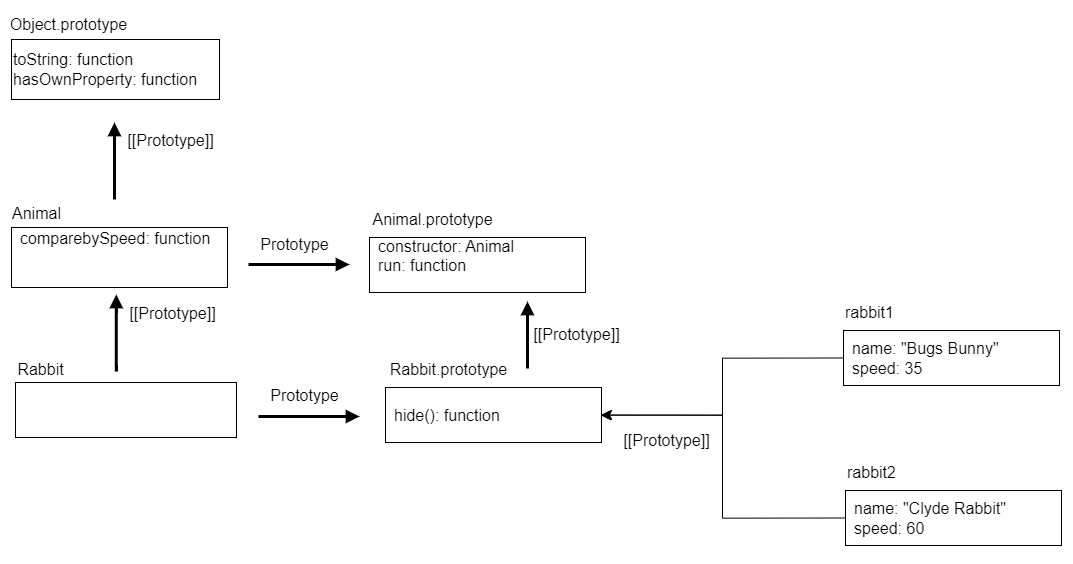 Object.prototype
toString: function
hasOwnProperty: function
[[Prototype]]
Animal
comparebySpeed: function
Prototype
Animal.prototype
constructor: Animal
run: function
[[Prototype]]
[[Prototype]]
Rabbit
Prototype
Rabbit.prototype
hide(): function
[[Prototype]]
rabbit1
name: "Bugs Bunny"
speed: 35
rabbit2
name: "Clyde Rabbit"
speed: 60